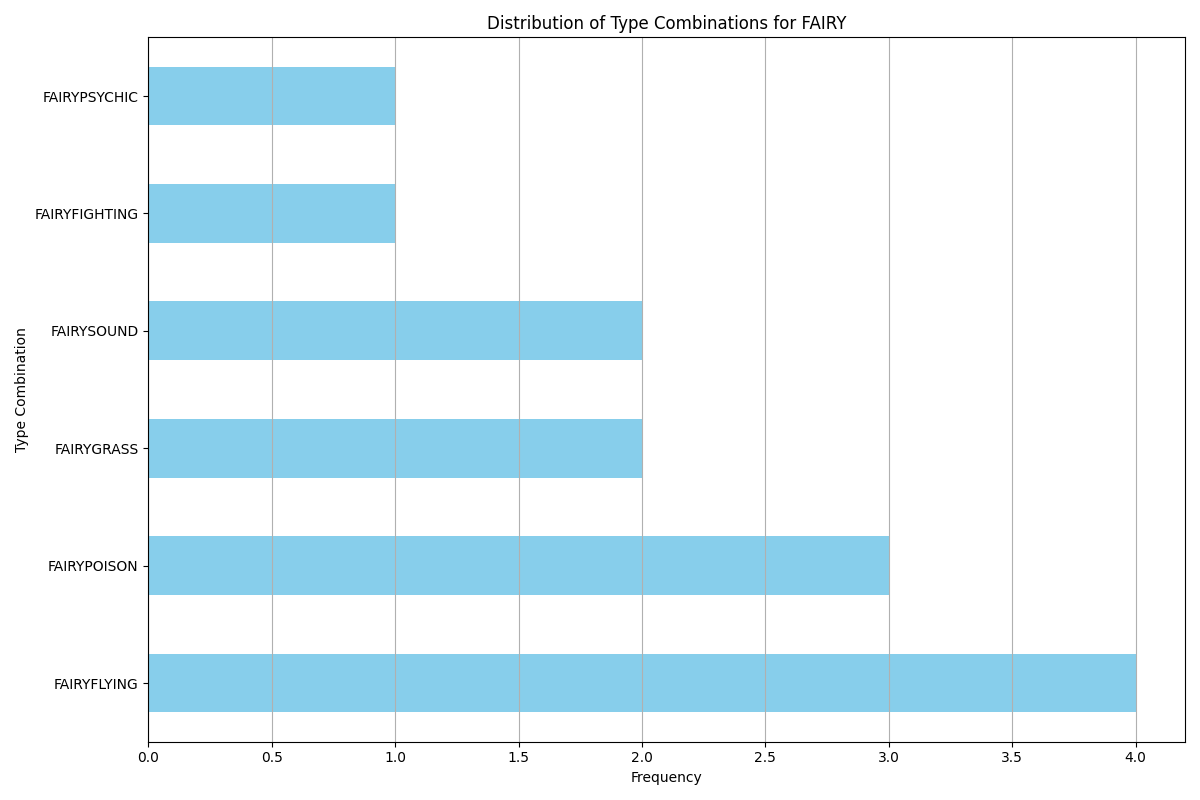 Distribution of Type Combinations for FAIRY
Type Combination
FAIRYPSYCHIC
FAIRYFIGHTING
FAIRYSOUND
FAIRYGRASS
FAIRYPOISON
FAIRYFLYING
0.0 0.5 1.0 1.5 2.0 2.5 3.0 3.5 4.0
Frequency